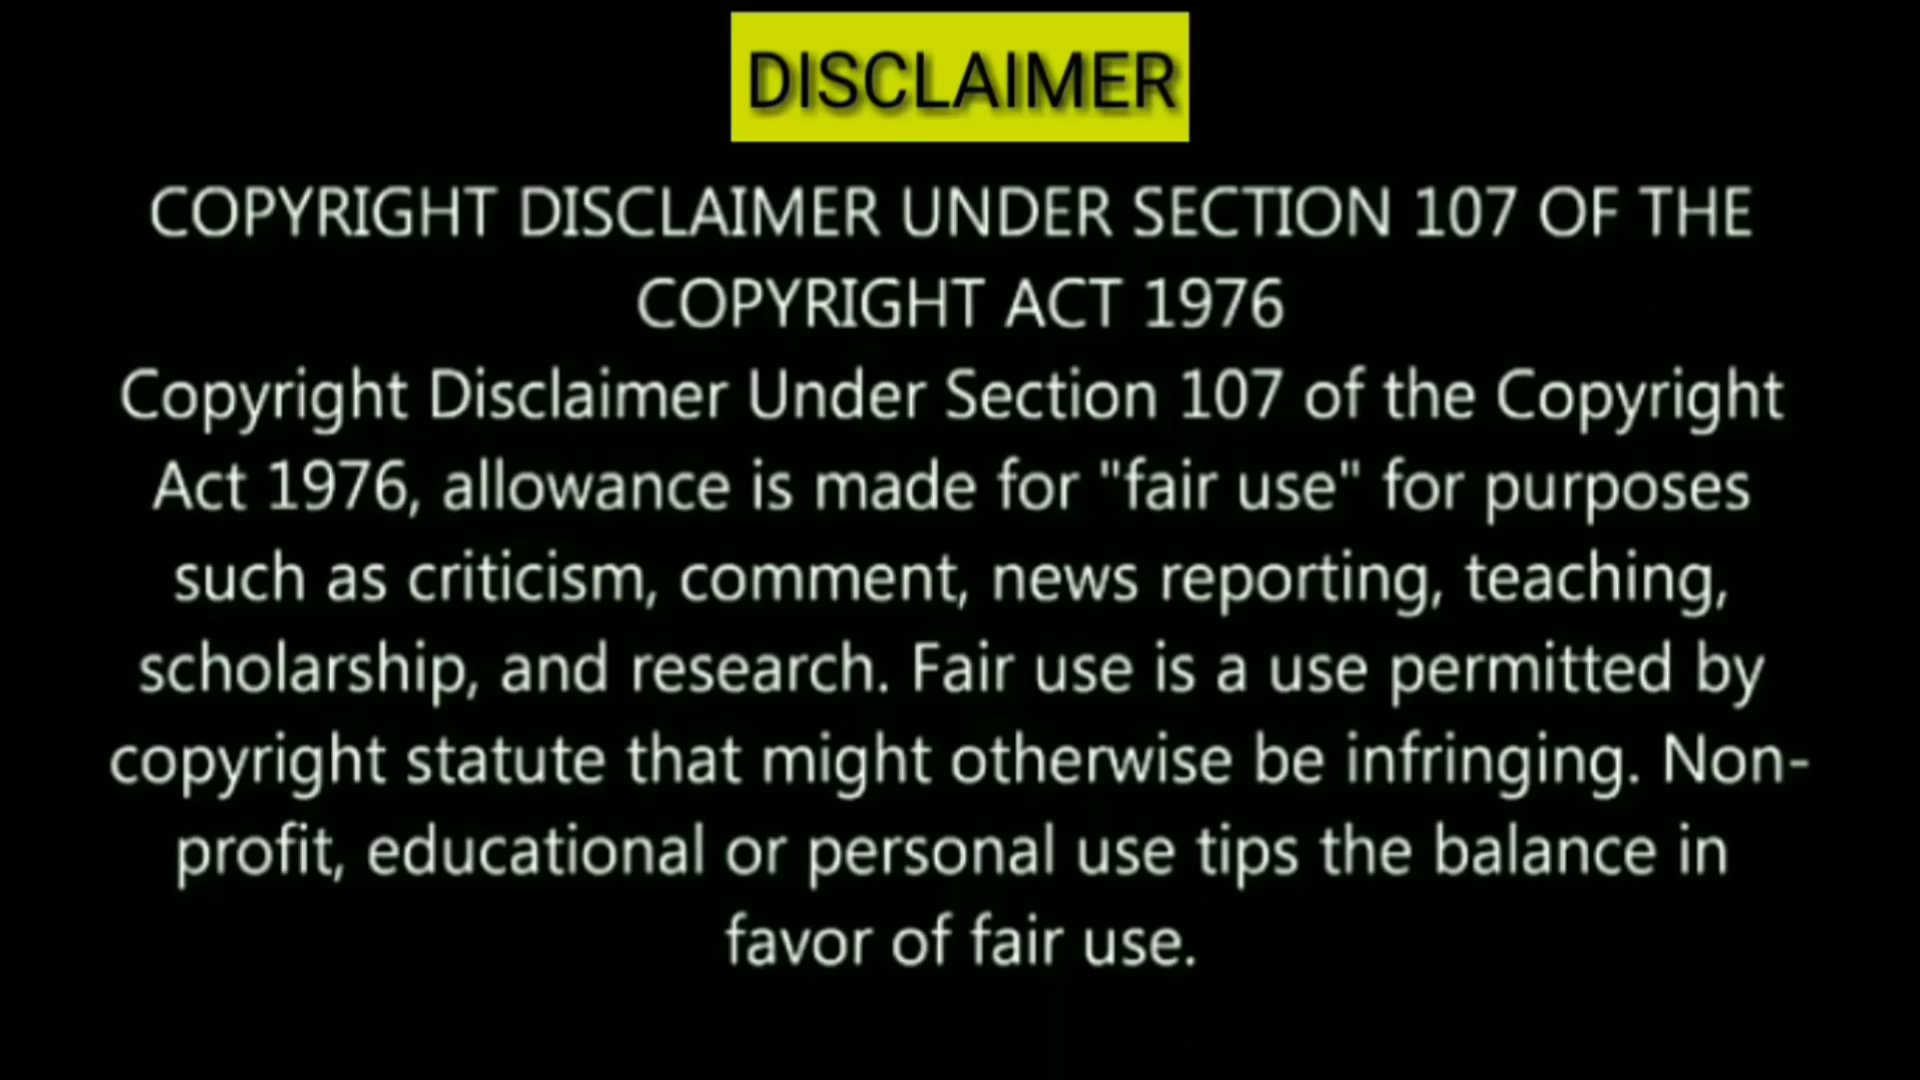 DISCLAIMER
COPYRIGHT DISCLAIMER UNDER SECTION 107 OF THE
COPYRIGHT ACT 1976
Copyright Disclaimer Under Section 107 of the Copyright
Act 1976, allowance is made for "fair use" for purposes
such as criticism, comment, news reporting, teaching,
scholarship, and research. Fair use is a use permitted by
copyright statute that might otherwise be infringing. Non-
profit, educational or personal use tips the balance in
favor of fair use.